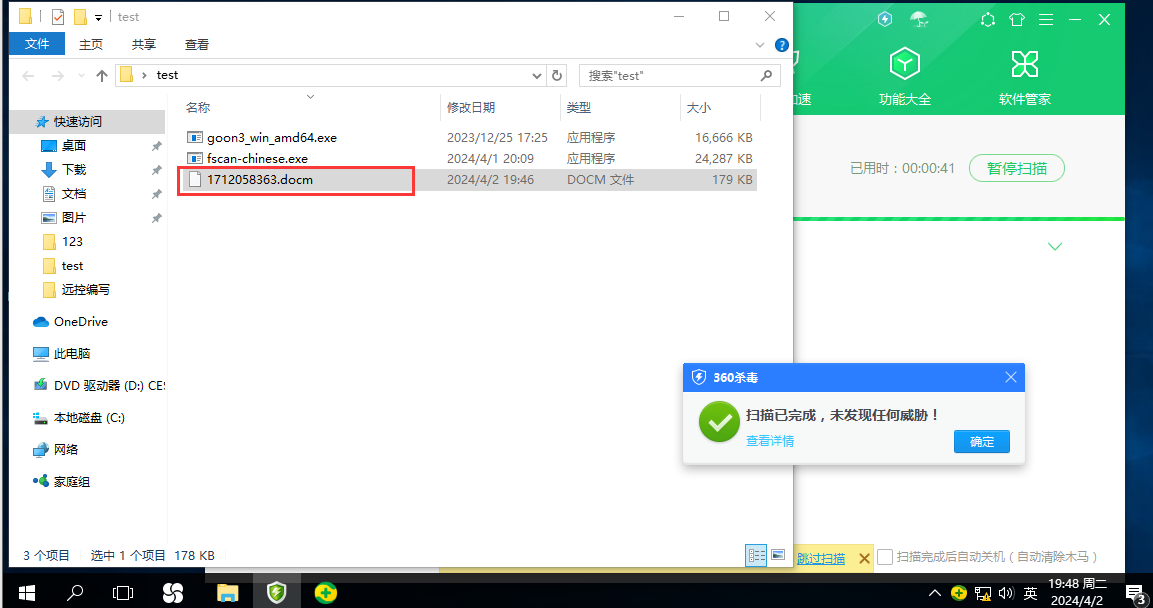 test
文件 主页 共享 查看
test
搜索"test"
名称 修改日期 类型 大小
goon3_win_amd64.exe 2023/12/25 17:25 应用程序 16,666 KB
fscan-chinese.exe 2024/4/1 20:09 应用程序 24,287 KB
1712058363.docm 2024/4/2 19:46 DOCM 文件 179 KB
快速访问
桌面
下载
文档
图片
123
test
远控编写
OneDrive
此电脑
DVD 驱动器 (D:) CES
本地磁盘 (C:)
网络
家庭组
3 个项目 选中 1 个项目 178 KB
加速
功能大全
软件管家
已用时：00:00:41
暂停扫描
360杀毒
扫描已完成，未发现任何威胁！
查看详情
确定
跳过扫描
扫描完成后自动关机（自动清除木马）
英
19:48 周二
2024/4/2
3